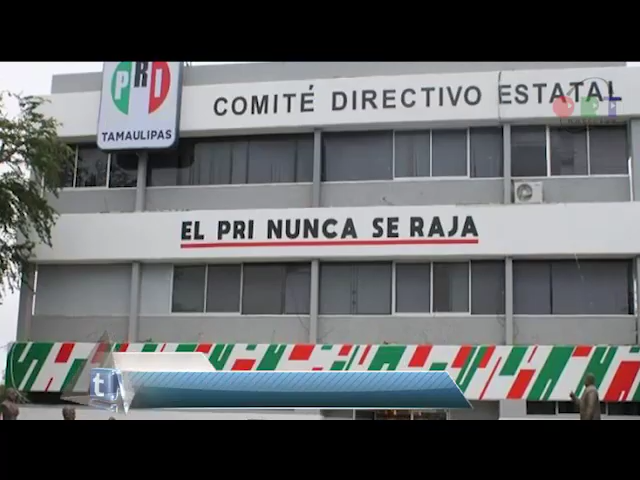 PRI
TAMAULIPAS
COMITÉ DIRECTIVO ESTATAL
EL PRI NUNCA SE RAJA
t